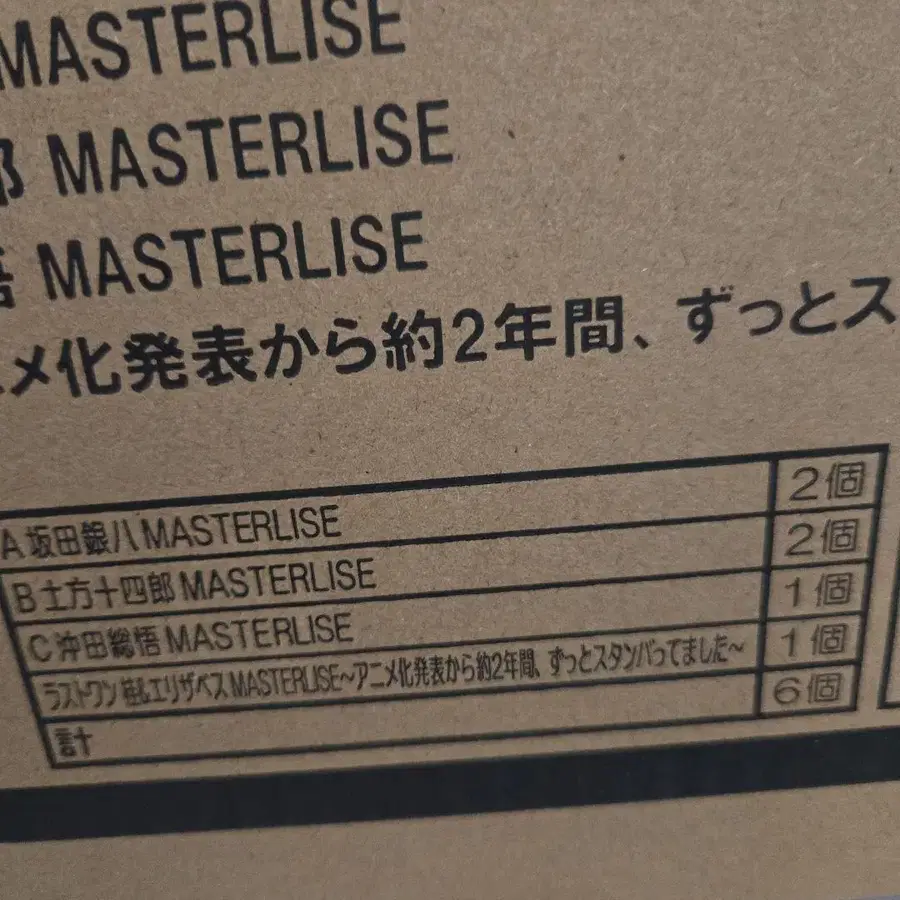 MASTERLISE
郎 MASTERLISE
悟 MASTERLISE
ニメ化発表から約2年間、ずっとス
A 坂田銀八 MASTERLISE 2個
B 土方十四郎 MASTERLISE 2個
C 沖田総悟 MASTERLISE 1個
ラストワン 桂&エリザベス MASTERLISE～アニメ化発表から約2年間、ずっとスタンバってました～ 1個
計 6個